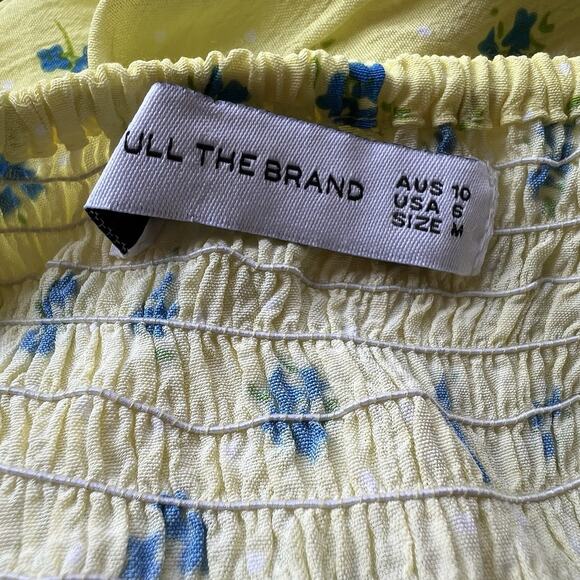 ULL THE BRAND
AUS 10
USA 6
SIZE M